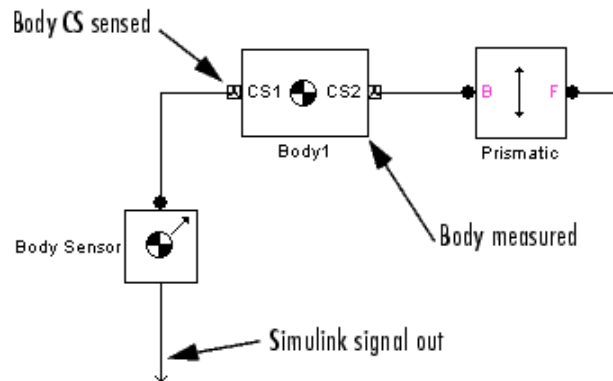 Body CS sensed
CS1 CS2
B F
Body1
Prismatic
Body Sensor
Body measured
Simulink signal out